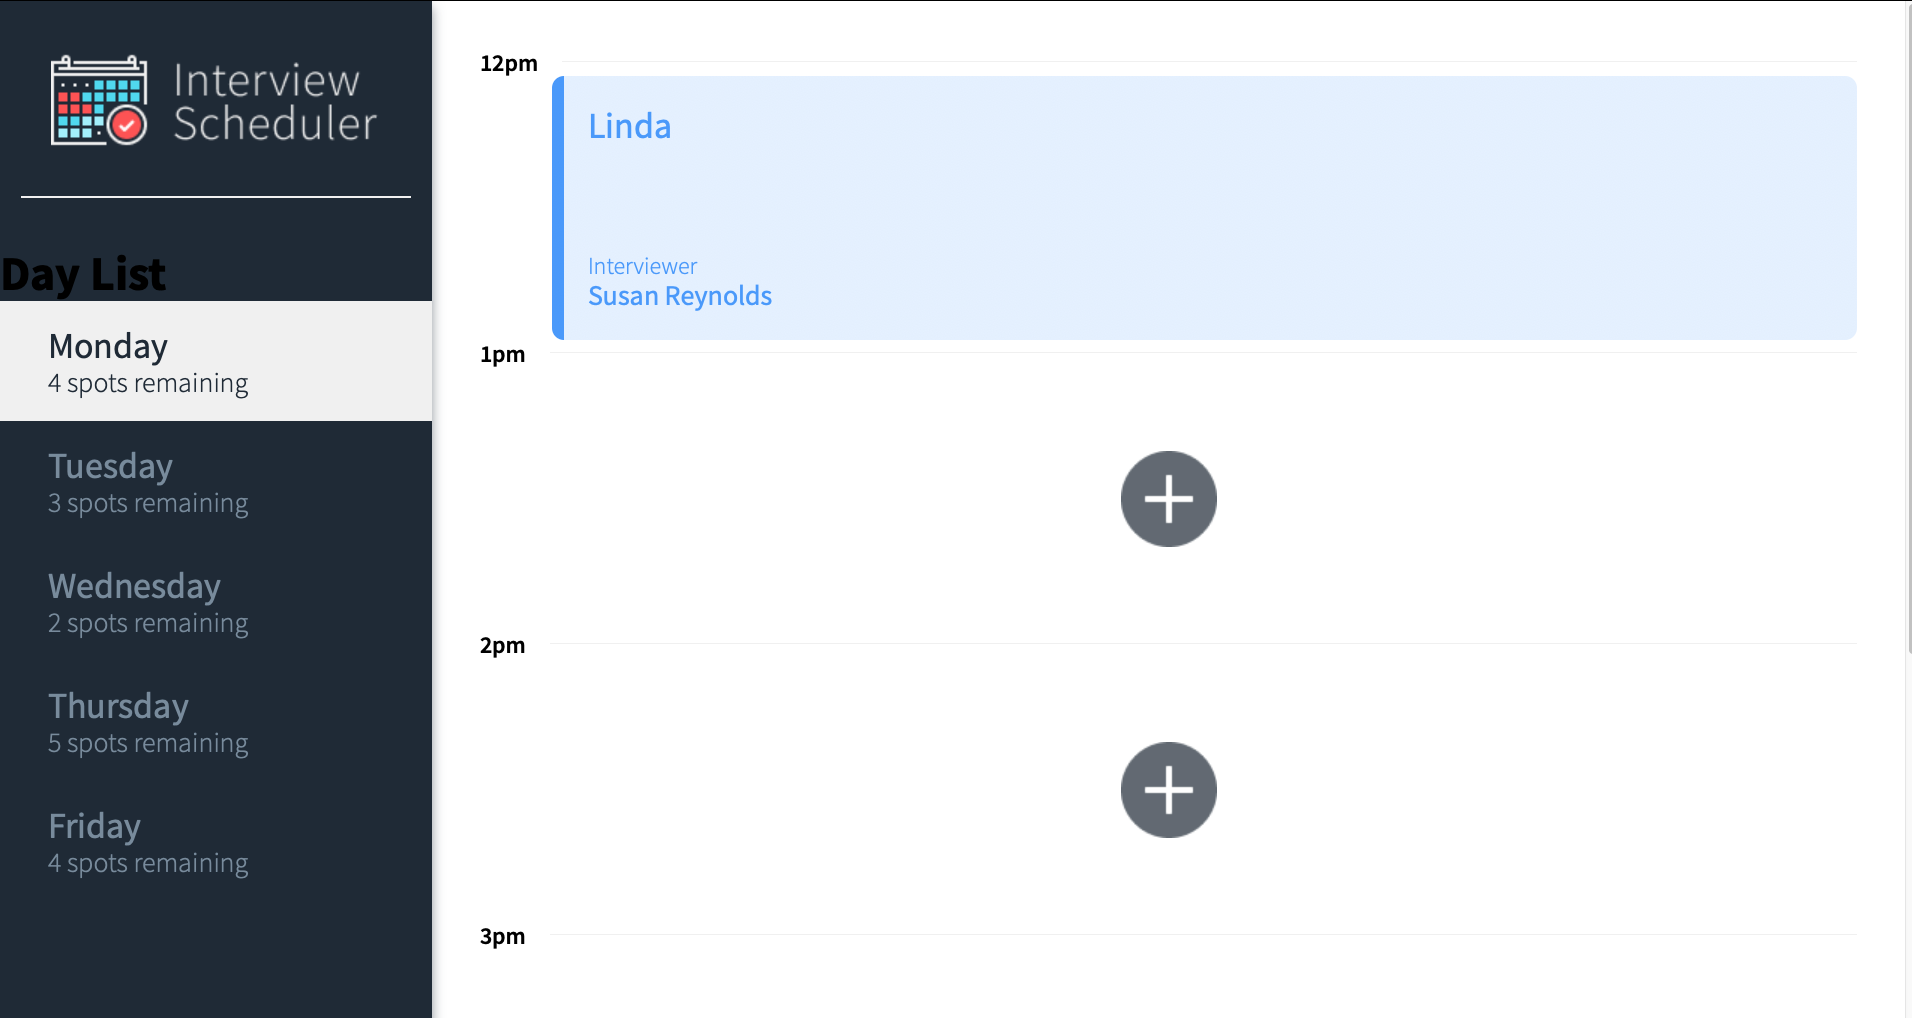 Interview
Scheduler
Day List
Monday
4 spots remaining
Tuesday
3 spots remaining
Wednesday
2 spots remaining
Thursday
5 spots remaining
Friday
4 spots remaining
12pm
Linda
Interviewer
Susan Reynolds
1pm
2pm
3pm